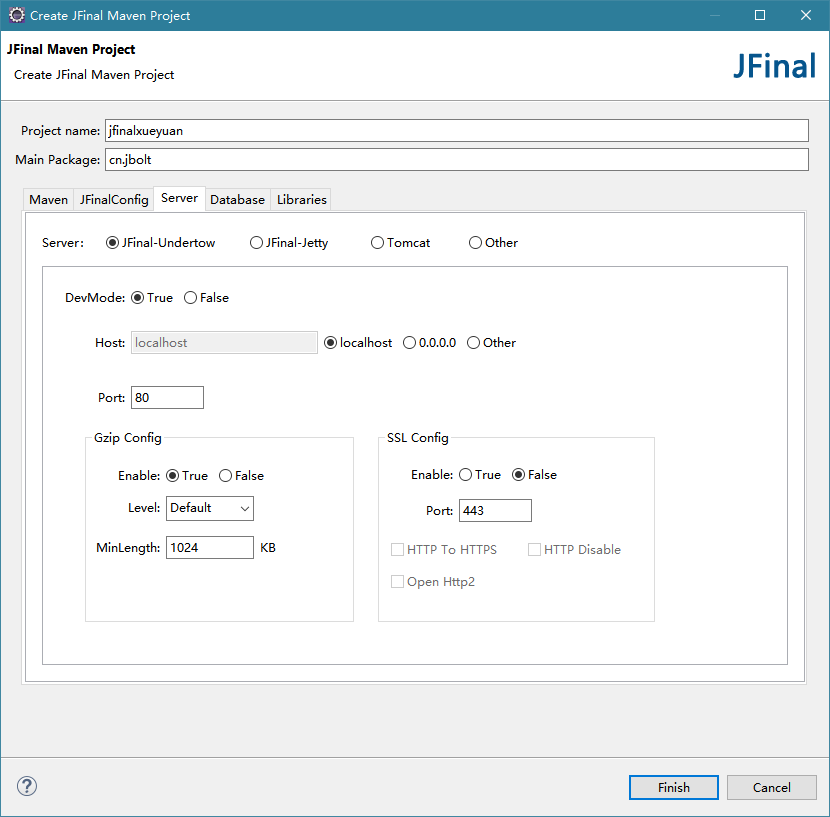 Create JFinal Maven Project
JFinal Maven Project
Create JFinal Maven Project
JFinal
Project name: jfinalxueyuan
Main Package: cn.jbolt
Maven JFinalConfig Server Database Libraries
Server: JFinal-Undertow JFinal-Jetty Tomcat Other
DevMode: True False
Host: localhost localhost 0.0.0.0 Other
Port: 80
Gzip Config
Enable: True False
Level: Default
MinLength: 1024 KB
SSL Config
Enable: True False
Port: 443
HTTP To HTTPS HTTP Disable
Open Http2
?
Finish Cancel